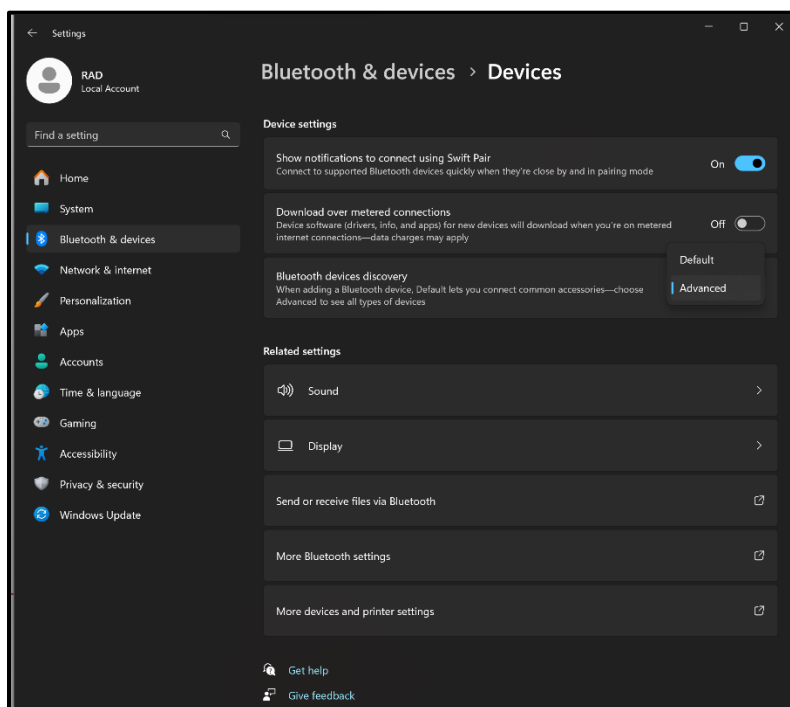 Settings
RAD
Local Account
Find a setting
Home
System
Bluetooth & devices
Network & internet
Personalization
Apps
Accounts
Time & language
Gaming
Accessibility
Privacy & security
Windows Update
Bluetooth & devices > Devices
Device settings
Show notifications to connect using Swift Pair
Connect to supported Bluetooth devices quickly when they're close by and in pairing mode
On
Download over metered connections
Device software (drivers, info, and apps) for new devices will download when you're on metered
internet connections—data charges may apply
Off
Bluetooth devices discovery
When adding a Bluetooth device, Default lets you connect common accessories—choose
Advanced to see all types of devices
Default
Advanced
Related settings
Sound
Display
Send or receive files via Bluetooth
More Bluetooth settings
More devices and printer settings
Get help
Give feedback